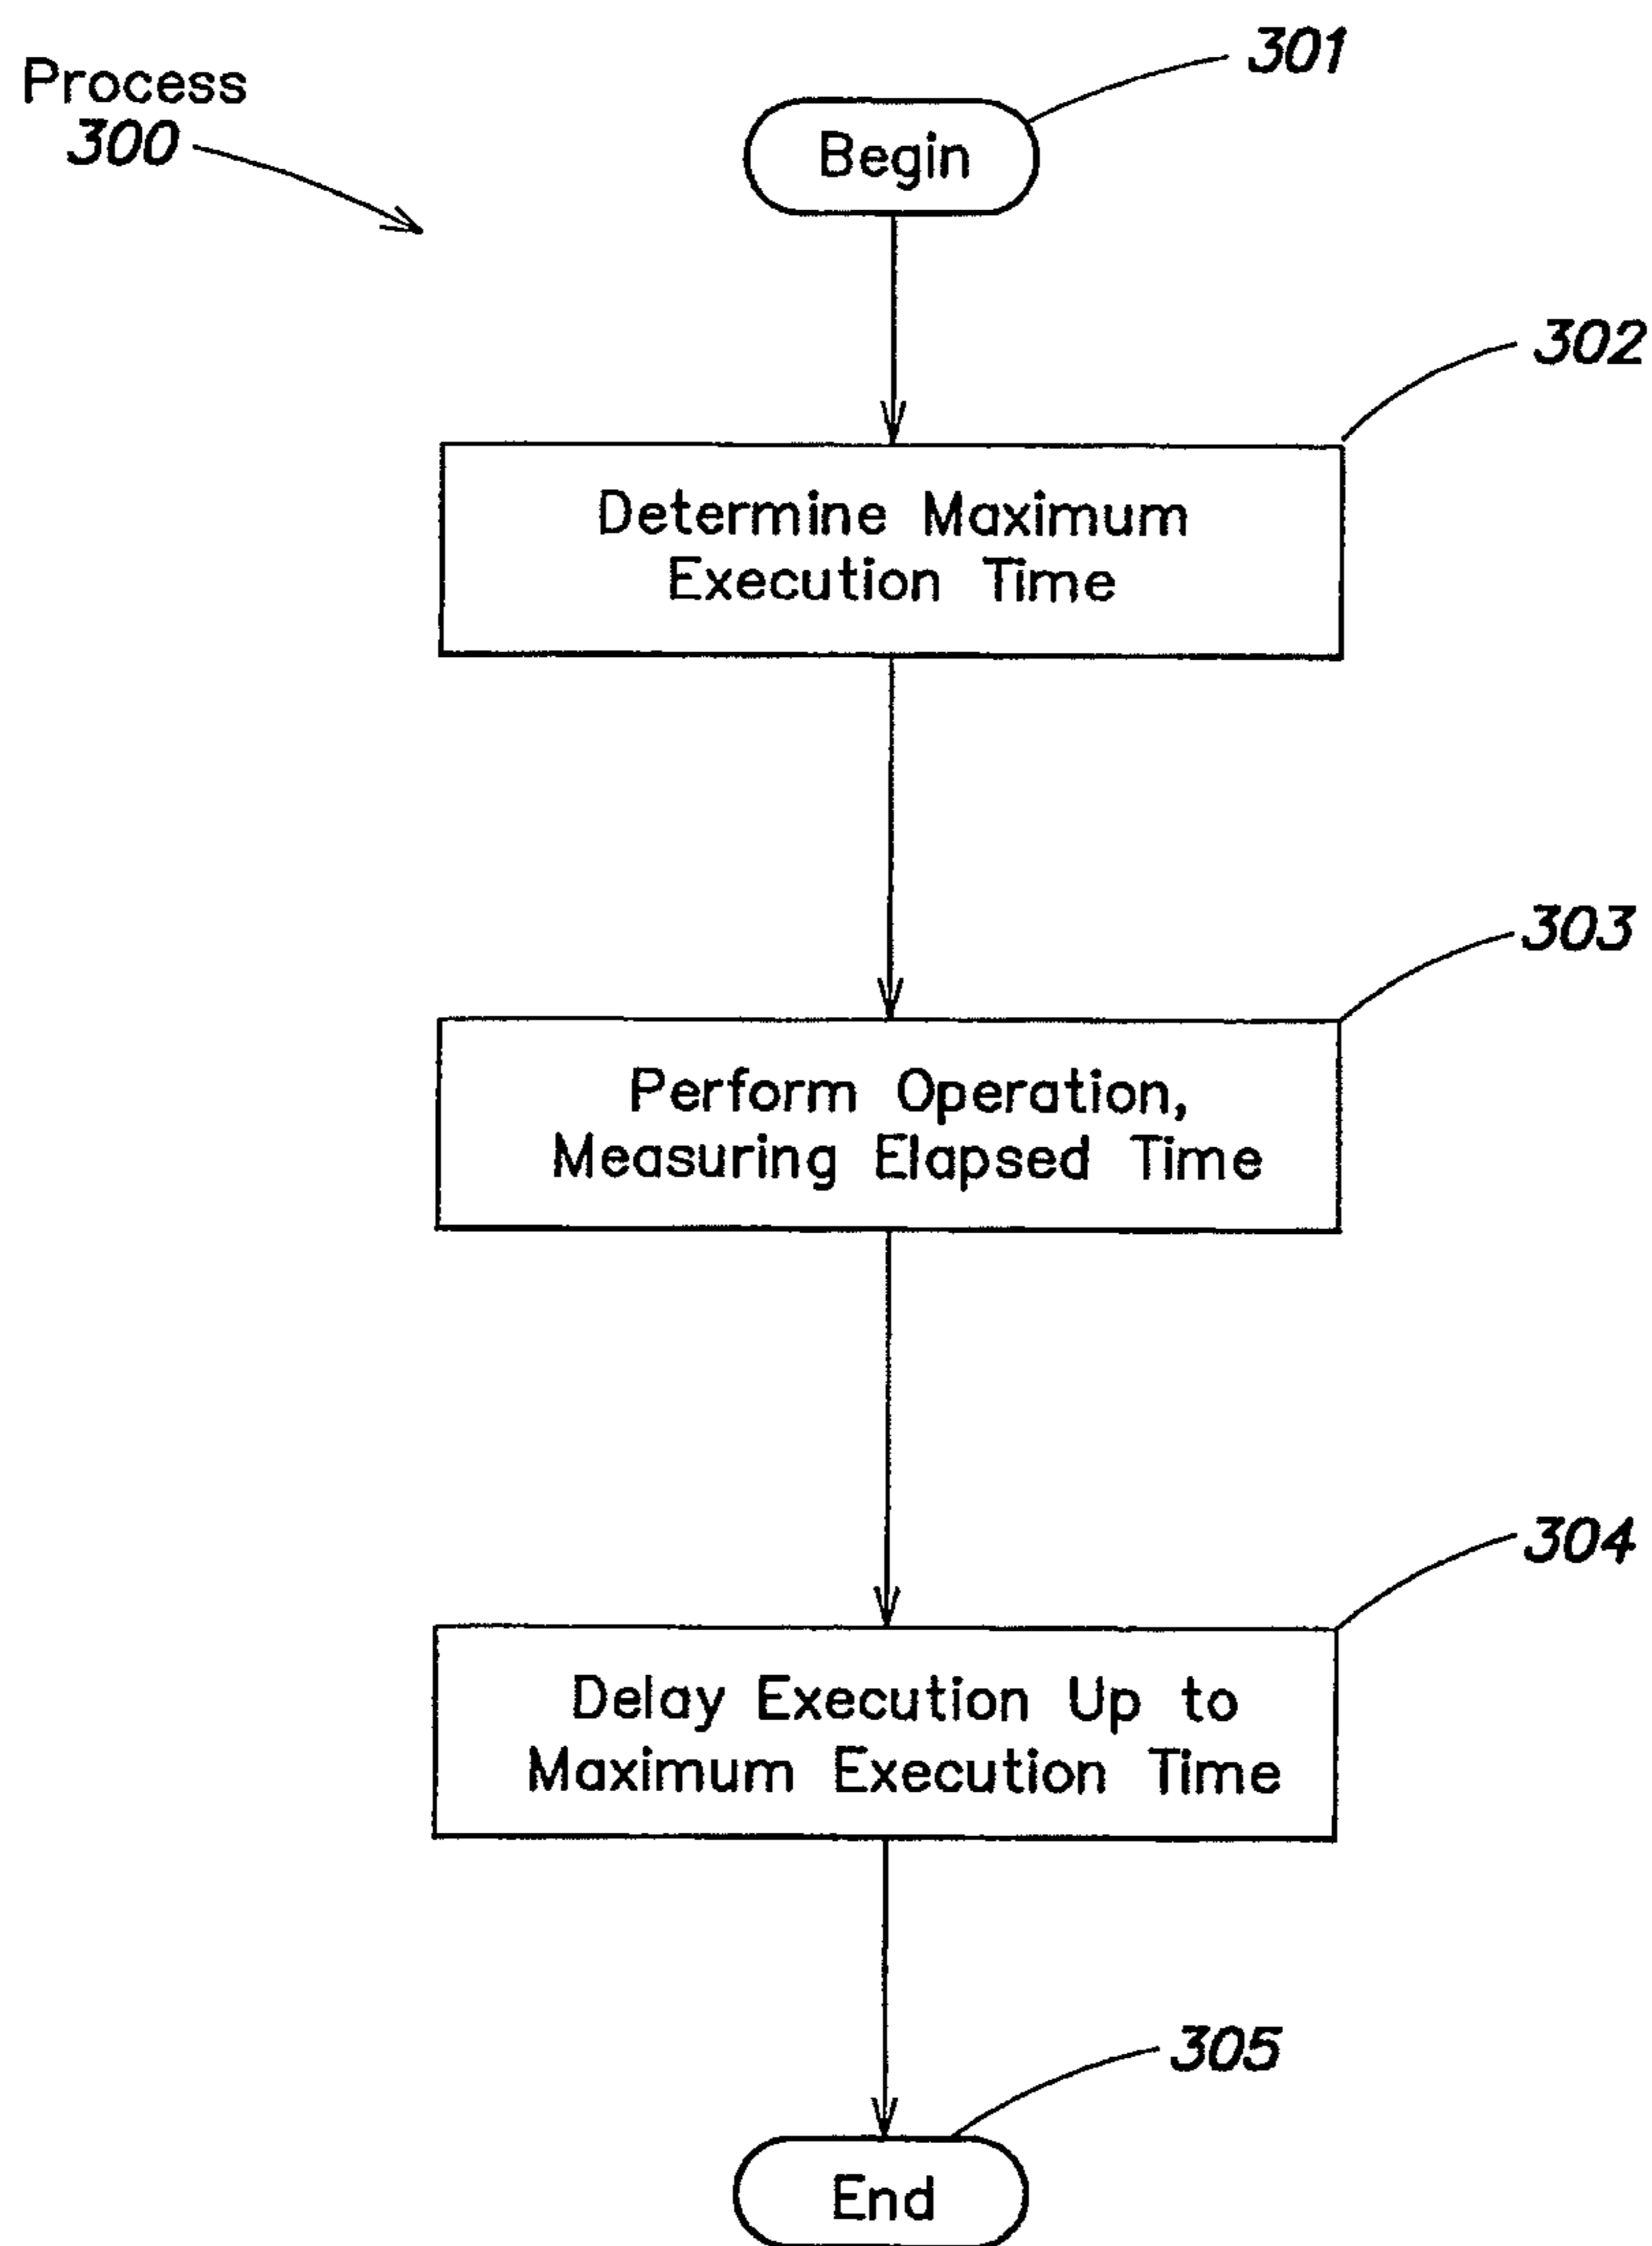 Process
300
301
Begin
302
Determine Maximum
Execution Time
303
Perform Operation,
Measuring Elapsed Time
304
Delay Execution Up to
Maximum Execution Time
305
End